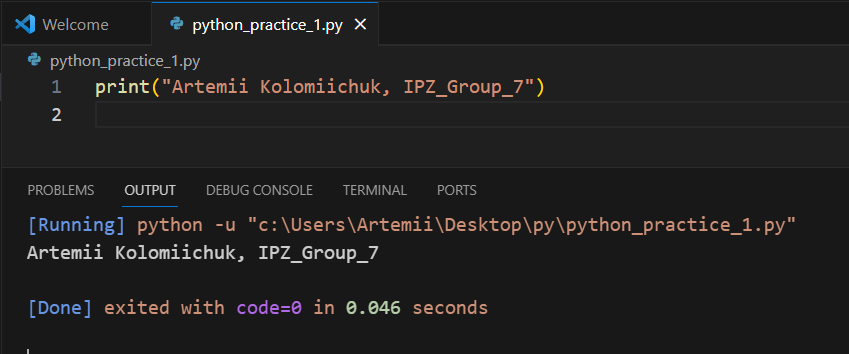 Welcome python_practice_1.py
python_practice_1.py
1 print("Artemii Kolomiichuk, IPZ_Group_7")
2
PROBLEMS OUTPUT DEBUG CONSOLE TERMINAL PORTS
[Running] python -u "c:\Users\Artemii\Desktop\py\python_practice_1.py"
Artemii Kolomiichuk, IPZ_Group_7
[Done] exited with code=0 in 0.046 seconds